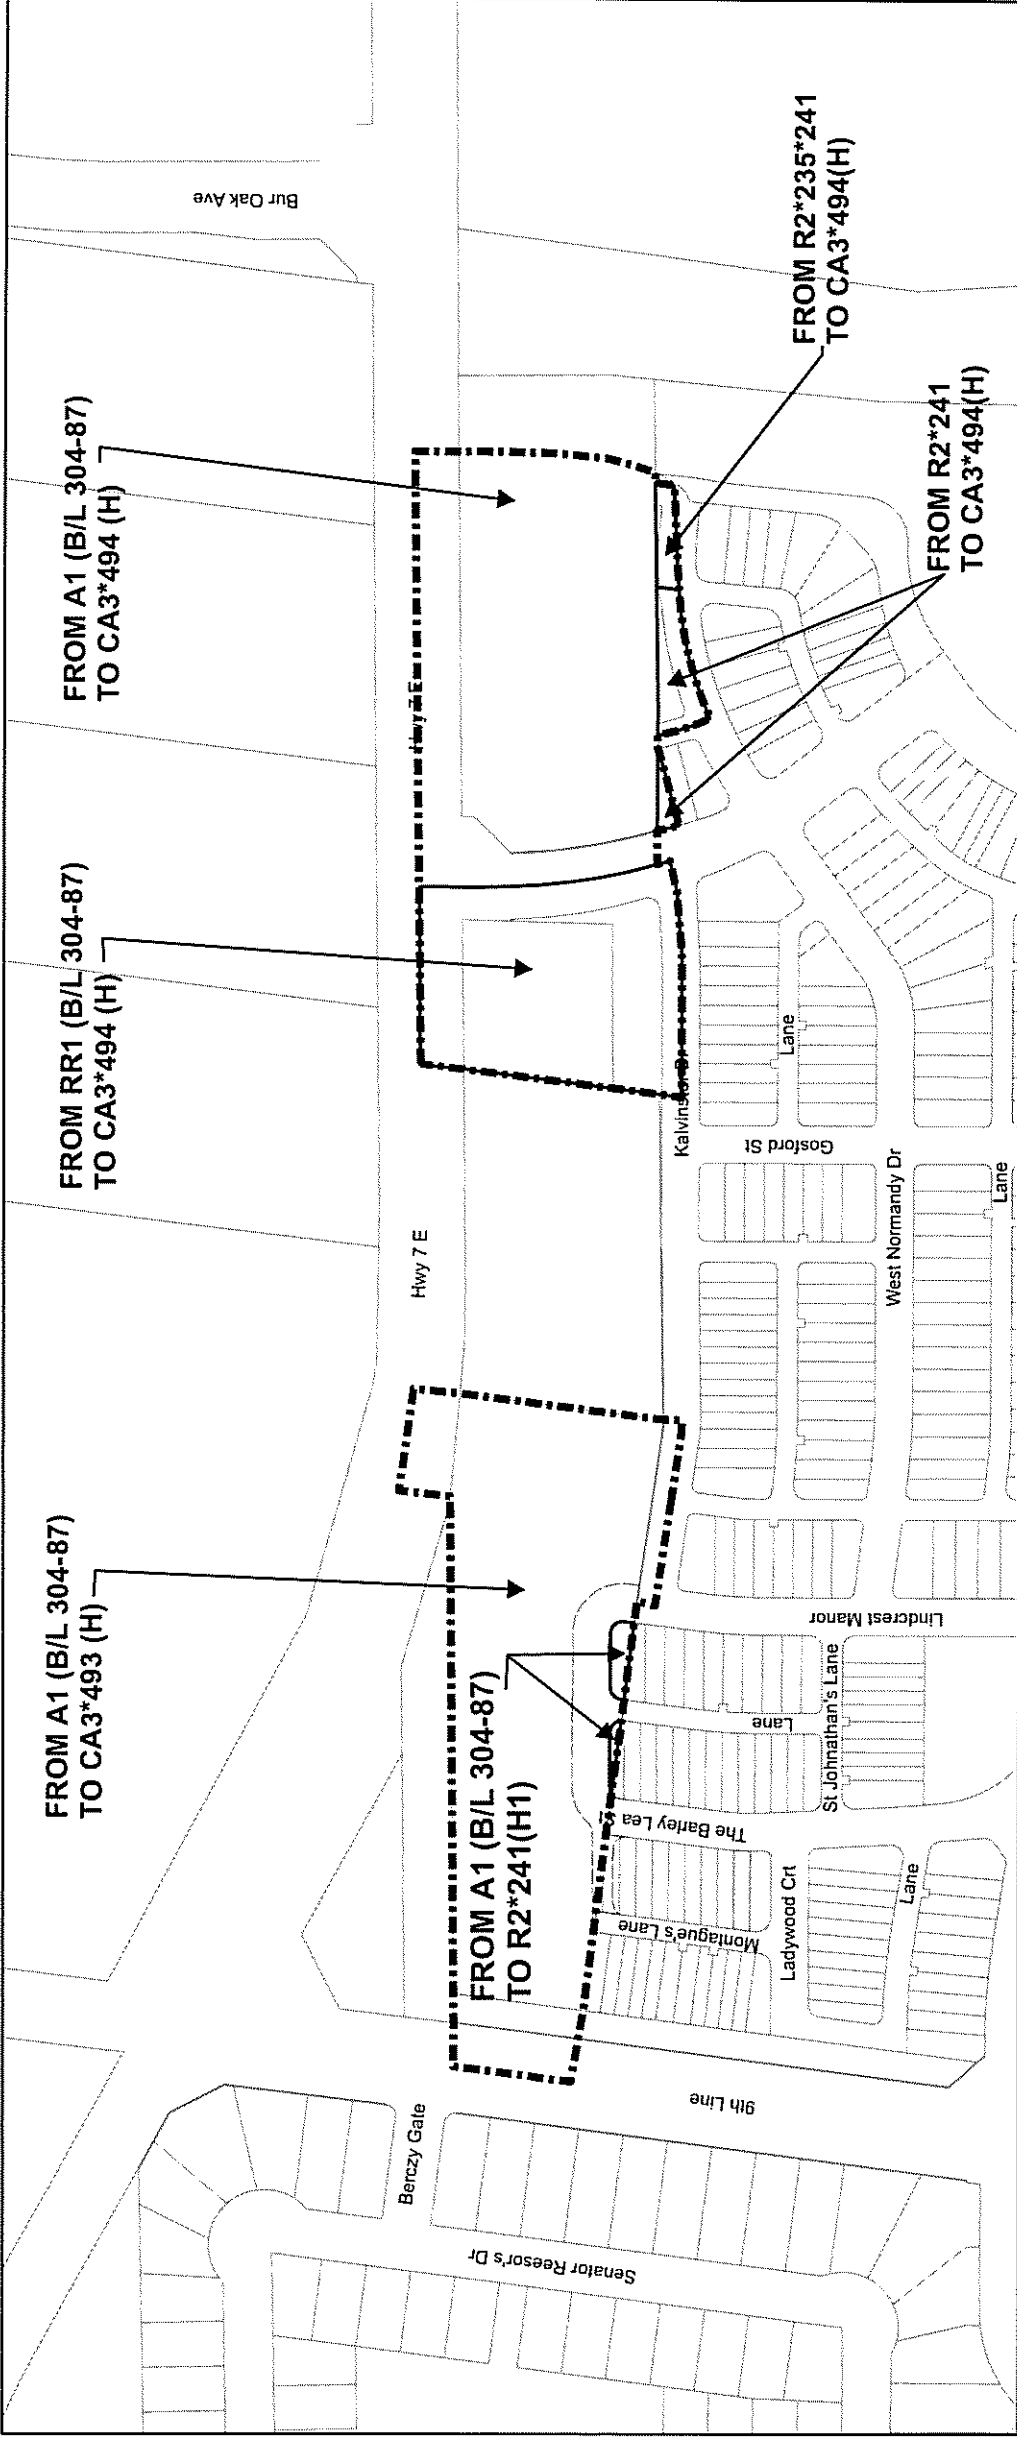 FROM A1 (B/L 304-87)
TO CA3*493 (H)
FROM RR1 (B/L 304-87)
TO CA3*494 (H)
FROM A1 (B/L 304-87)
TO CA3*494 (H)
Bur Oak Ave
Hwy 7 E
Hwy 7 E
FROM R2*235*241
TO CA3*494(H)
FROM R2*241
TO CA3*494(H)
FROM A1 (B/L 304-87)
TO R2*241(H1)
Berczy Gate
Senator Reesor's Dr
9th Line
Montague's Lane
The Barley Lea
Ladywood Crt
Lane
Lane
St Johnathan's Lane
Lindcrest Manor
Gosford St
West Normandy Dr
Lane
Lane